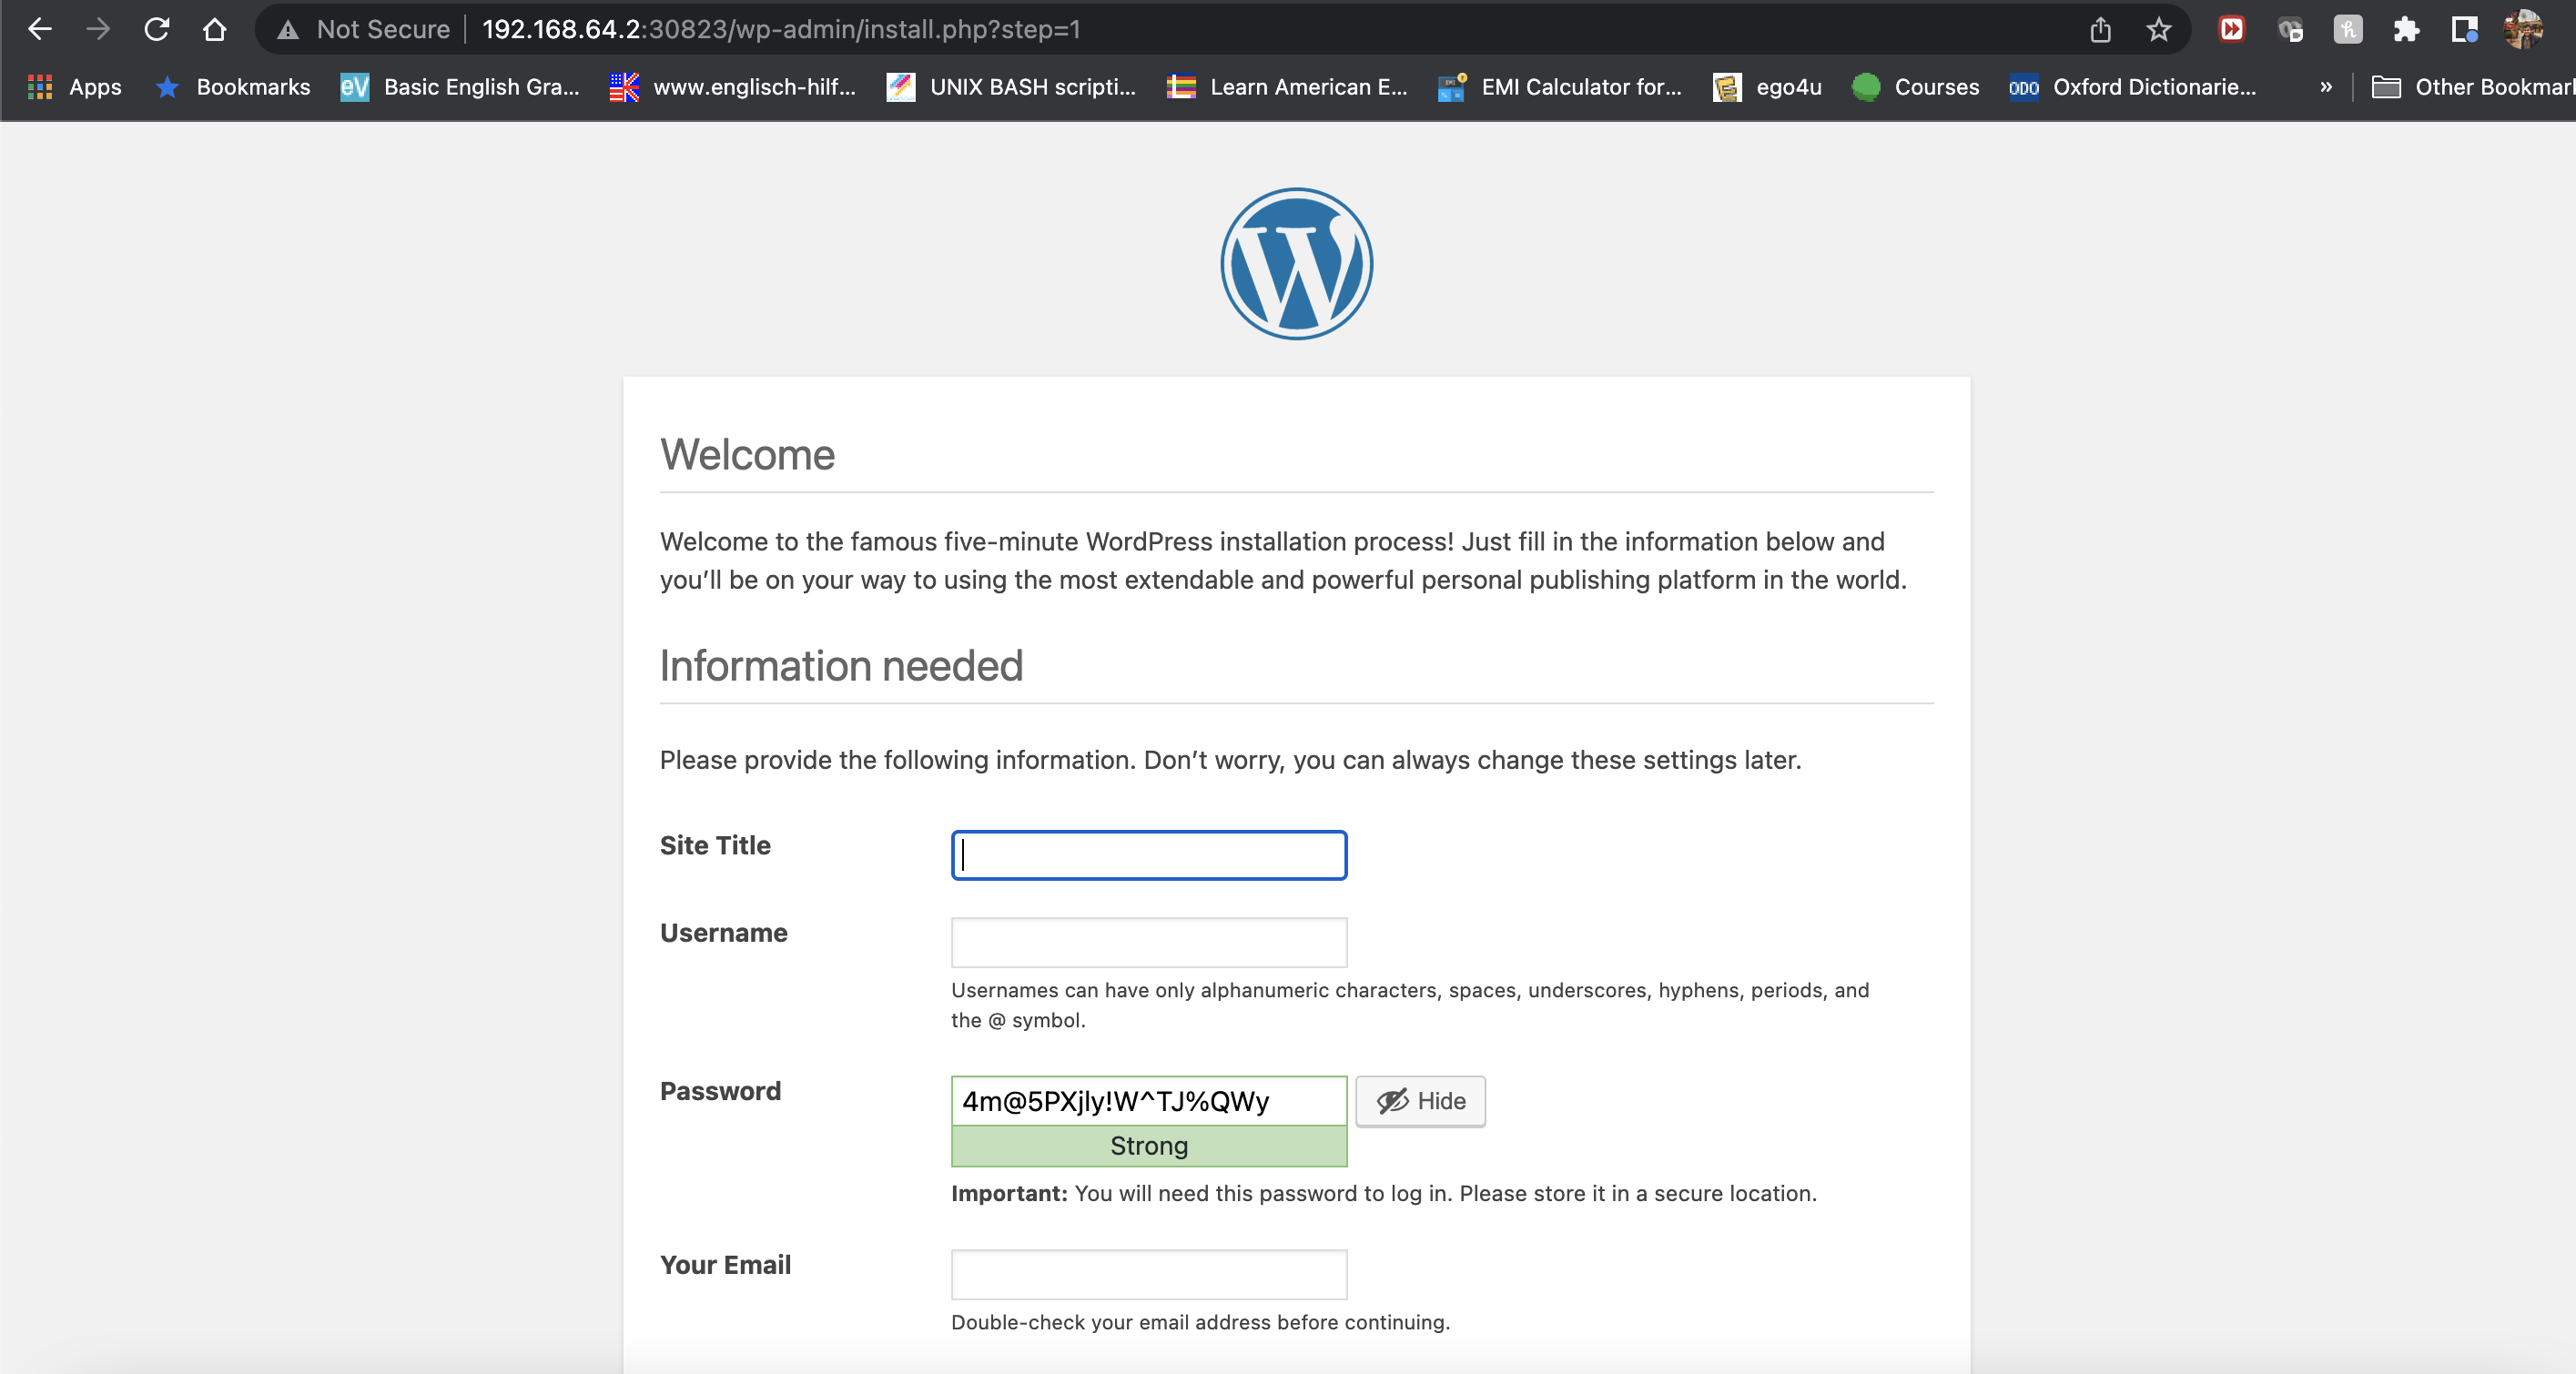 Not Secure 192.168.64.2:30823/wp-admin/install.php?step=1
Apps Bookmarks eV Basic English Gra... www.englisch-hilf... UNIX BASH scripti... Learn American E... EMI Calculator for... ego4u Courses ODO Oxford Dictionarie... » Other Bookmark
Welcome
Welcome to the famous five-minute WordPress installation process! Just fill in the information below and
you’ll be on your way to using the most extendable and powerful personal publishing platform in the world.
Information needed
Please provide the following information. Don’t worry, you can always change these settings later.
Site Title
Username
Usernames can have only alphanumeric characters, spaces, underscores, hyphens, periods, and
the @ symbol.
Password 4m@5PXjly!W^TJ%QWy Hide
Strong
Important: You will need this password to log in. Please store it in a secure location.
Your Email
Double-check your email address before continuing.